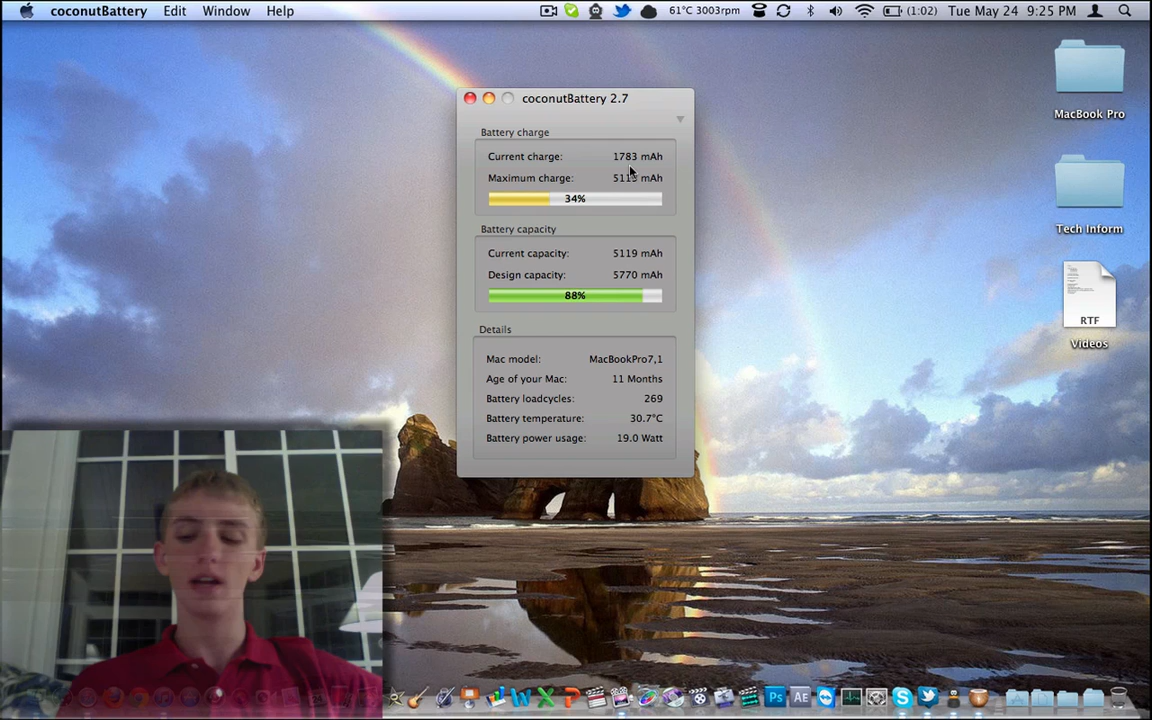 coconutBattery Edit Window Help 61°C 3003rpm (1:02) Tue May 24 9:25 PM
coconutBattery 2.7
Battery charge
Current charge: 1783 mAh
Maximum charge: mAh
34%
Battery capacity
Current capacity: 5119 mAh
Design capacity: 5770 mAh
88%
Details
Mac model: MacBookPro7,1
Age of your Mac: 11 Months
Battery loadcycles: 269
Battery temperature: 30.7°C
Battery power usage: 19.0 Watt
MacBook Pro
Tech Inform
RTF
Videos
Ps AE